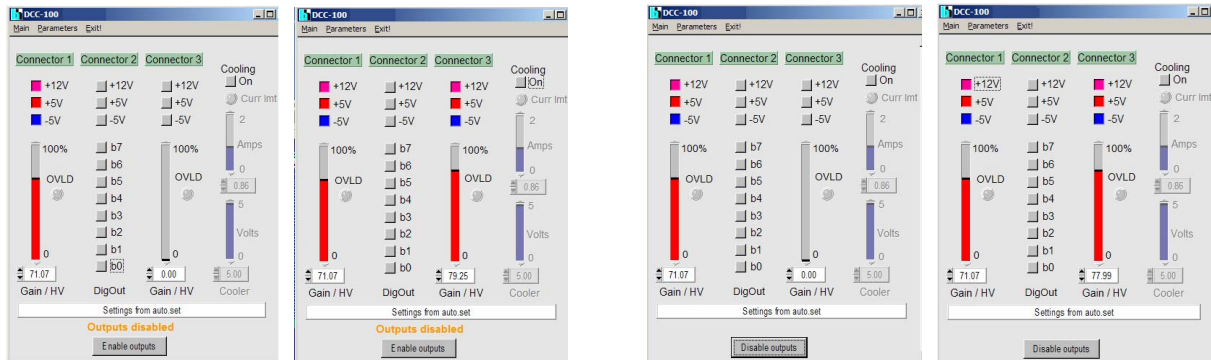 DCC-100
Main Parameters Exit!
Connector 1 Connector 2 Connector 3
Cooling
+12V +12V +12V On
+5V +5V +5V Curr lmt
-5V -5V -5V 2
100% b7 100% Amps
b6 0
OVLD b5 OVLD 0.86
b4 5
b3
b2 Volts
b1
0 b0 0 0
71.07 0.00 5.00
Gain / HV DigOut Gain / HV Cooler
Settings from auto.set
Outputs disabled
Enable outputs
DCC-100
Main Parameters Exit!
Connector 1 Connector 2 Connector 3
Cooling
+12V +12V +12V On
+5V +5V +5V Curr lmt
-5V -5V -5V 2
100% b7 100% Amps
b6 0
OVLD b5 OVLD 0.86
b4 5
b3
b2 Volts
b1
0 b0 0 0
71.07 79.25 5.00
Gain / HV DigOut Gain / HV Cooler
Settings from auto.set
Outputs disabled
Enable outputs
DCC-100
Main Parameters Exit!
Connector 1 Connector 2 Connector 3
Cooling
+12V +12V +12V On
+5V +5V +5V Curr lmt
-5V -5V -5V 2
100% b7 100% Amps
b6 0
OVLD b5 OVLD 0.86
b4 5
b3
b2 Volts
b1
0 b0 0 0
71.07 0.00 5.00
Gain / HV DigOut Gain / HV Cooler
Settings from auto.set
Disable outputs
DCC-100
Main Parameters Exit!
Connector 1 Connector 2 Connector 3
Cooling
+12V +12V +12V On
+5V +5V +5V Curr lmt
-5V -5V -5V 2
100% b7 100% Amps
b6 0
OVLD b5 OVLD 0.86
b4 5
b3
b2 Volts
b1
0 b0 0 0
71.07 77.99 5.00
Gain / HV DigOut Gain / HV Cooler
Settings from auto.set
Disable outputs